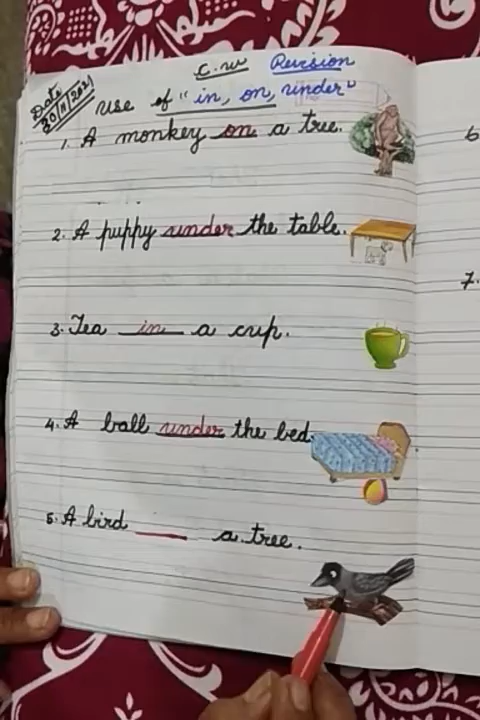 C.W Revision
Date 30/11/2021
use of "in, on, under"
1. A monkey on a tree.
2. A puppy under the table.
3. Tea in a cup.
4. A ball under the bed.
5. A bird ____ a tree.
6
7.